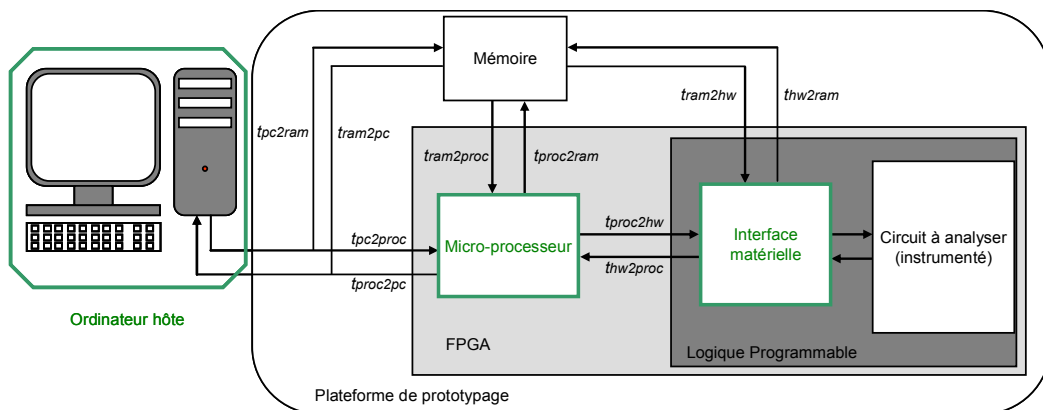 Mémoire
tpc2ram
tram2pc
tram2hw
thw2ram
tram2proc
tproc2ram
tpc2proc
tproc2pc
Micro-processeur
tproc2hw
thw2proc
Interface
matérielle
Circuit à analyser
(instrumenté)
Ordinateur hôte
FPGA
Logique Programmable
Plateforme de prototypage